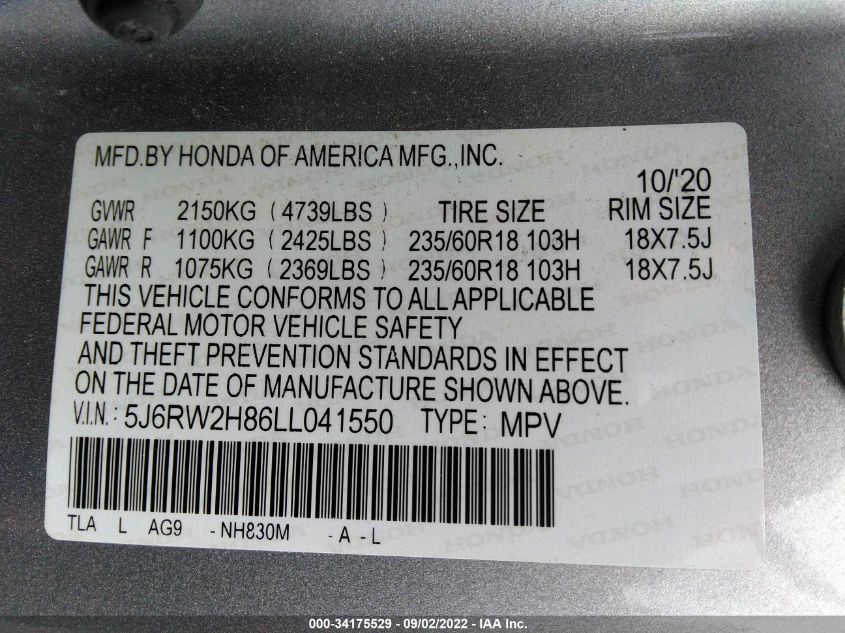 MFD.BY HONDA OF AMERICA MFG.,INC.
10/'20
GVWR 2150KG ( 4739LBS ) TIRE SIZE RIM SIZE
GAWR F 1100KG ( 2425LBS ) 235/60R18 103H 18X7.5J
GAWR R 1075KG ( 2369LBS ) 235/60R18 103H 18X7.5J
THIS VEHICLE CONFORMS TO ALL APPLICABLE
FEDERAL MOTOR VEHICLE SAFETY
AND THEFT PREVENTION STANDARDS IN EFFECT
ON THE DATE OF MANUFACTURE SHOWN ABOVE.
V.I.N.: 5J6RW2H86LL041550 TYPE: MPV
TLA L AG9 -NH830M -A-L
000-34175529 - 09/02/2022 - IAA Inc.